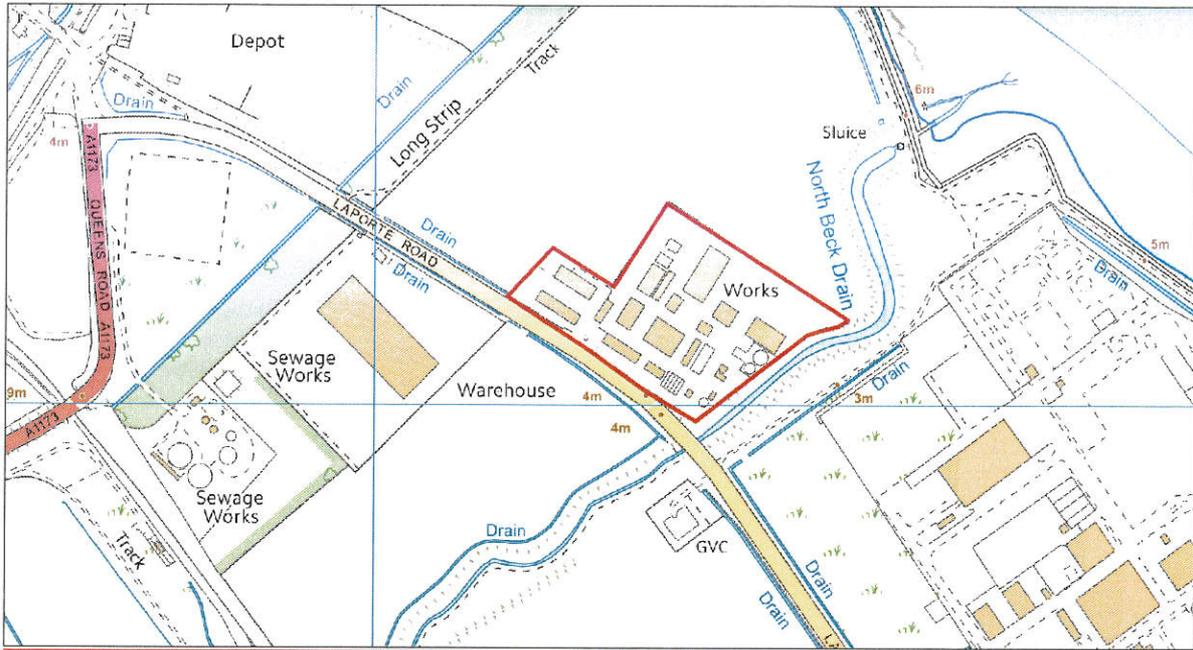 Depot
Drain
Drain
Track
Long Strip
6m
Sluice
4m
A1173 QUEENS ROAD A1173
LAPORTE ROAD
Drain
Drain
North Beck Drain
5m
Drain
Works
Sewage
Works
Warehouse
9m
4m
4m
3m
Drain
A1173
Sewage
Works
Track
Drain
GVC
Drain
Drain